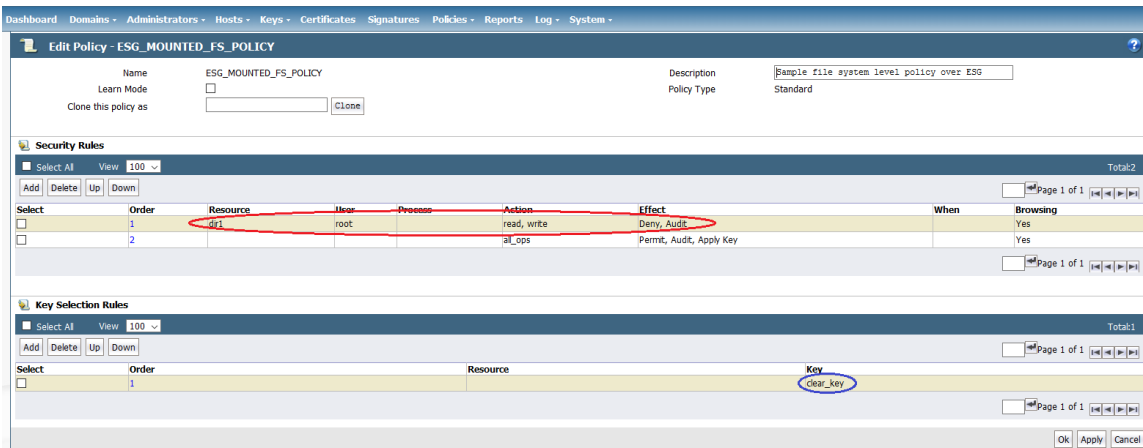 Dashboard Domains Administrators Hosts Keys Certificates Signatures Policies Reports Log System
Edit Policy - ESG_MOUNTED_FS_POLICY ?
Name ESG_MOUNTED_FS_POLICY Description Sample file system level policy over ESG
Learn Mode Policy Type Standard
Clone this policy as Clone
Security Rules
Select All View 100 Total:2
Add Delete Up Down Page 1 of 1
Select Order Resource User Process Action Effect When Browsing
1 dir1 root read, write Deny, Audit Yes
2 all_ops Permit, Audit, Apply Key Yes
Page 1 of 1
Key Selection Rules
Select All View 100 Total:1
Add Delete Up Down Page 1 of 1
Select Order Resource Key
1 clear_key
Page 1 of 1
Ok Apply Cancel